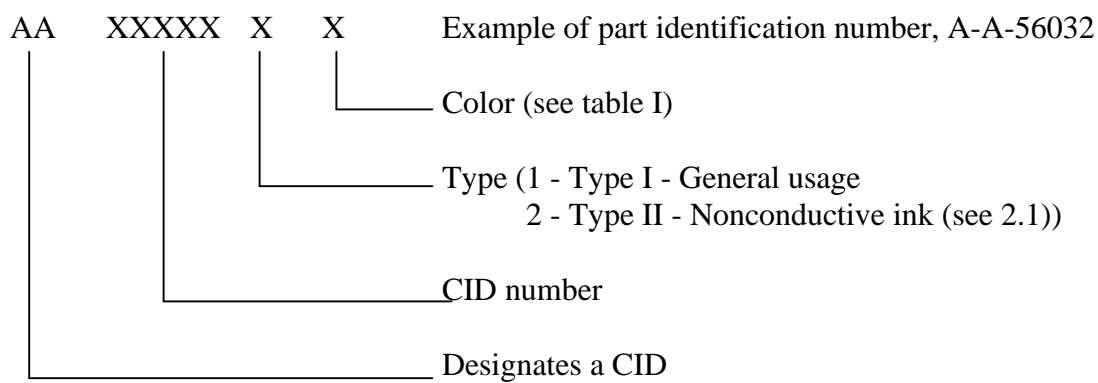 AA XXXXX X X Example of part identification number, A-A-56032
Color (see table I)
Type (1 - Type I - General usage
2 - Type II - Nonconductive ink (see 2.1))
CID number
Designates a CID